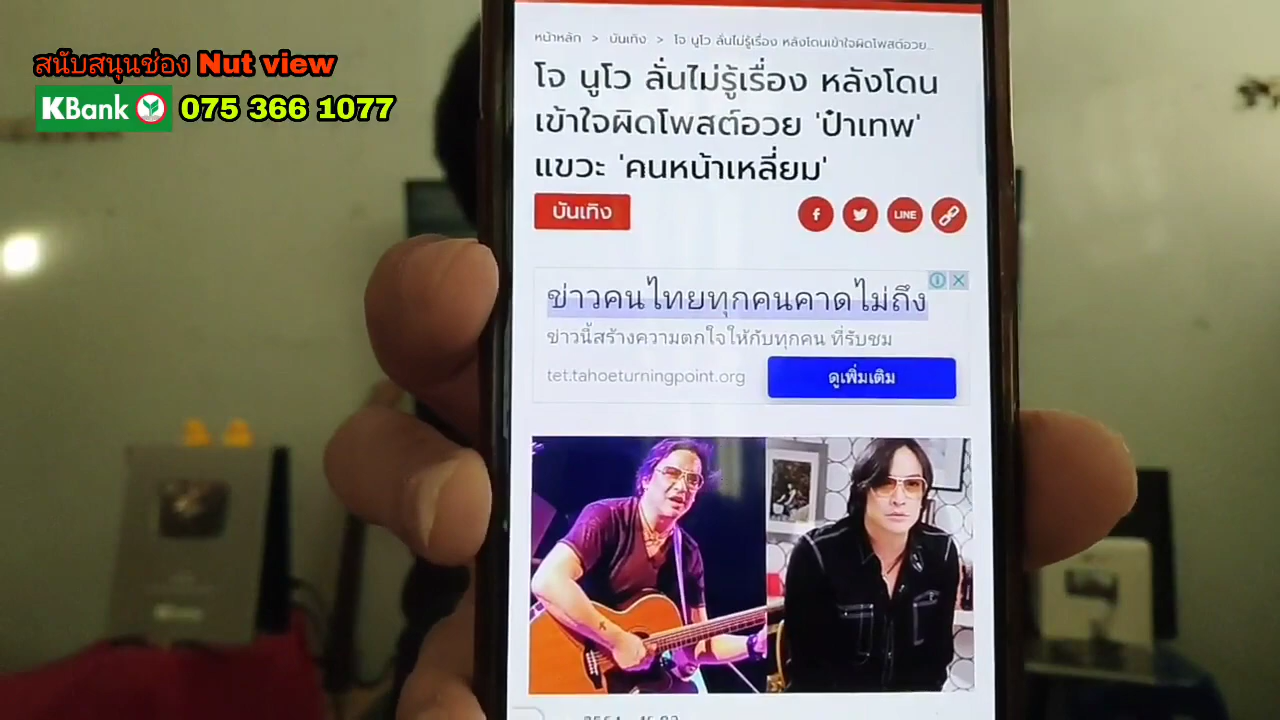 สนับสนุนช่อง Nut view
KBank 075 366 1077
หน้าหลัก > บันเทิง > โจ นูโว ลั่นไม่รู้เรื่อง หลังโดนเข้าใจผิดโพสต์อวย...
โจ นูโว ลั่นไม่รู้เรื่อง หลังโดน
เข้าใจผิดโพสต์อวย 'ป๋าเทพ'
แขวะ 'คนหน้าเหลี่ยม'
บันเทิง
LINE
ข่าวคนไทยทุกคนคาดไม่ถึง
ข่าวนี้สร้างความตกใจให้กับทุกคน ที่รับชม
tet.tahoeturningpoint.org
ดูเพิ่มเติม